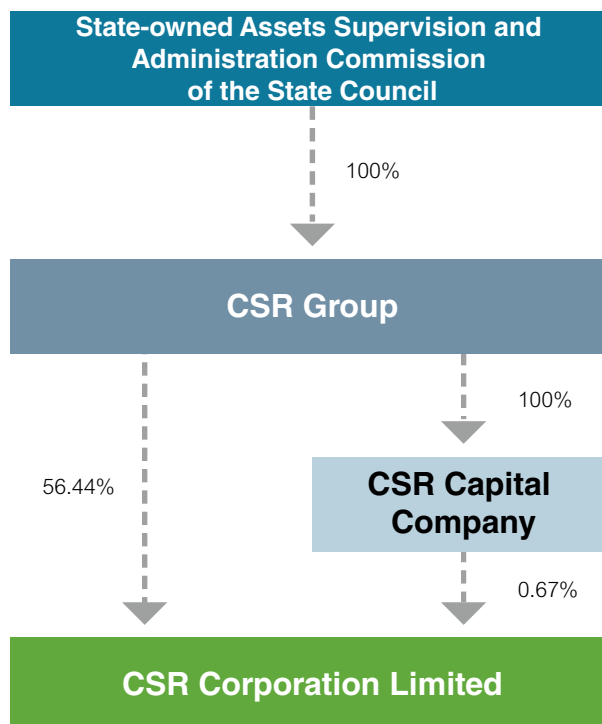 State-owned Assets Supervision and
Administration Commission
of the State Council
100%
CSR Group
100%
56.44%
CSR Capital
Company
0.67%
CSR Corporation Limited